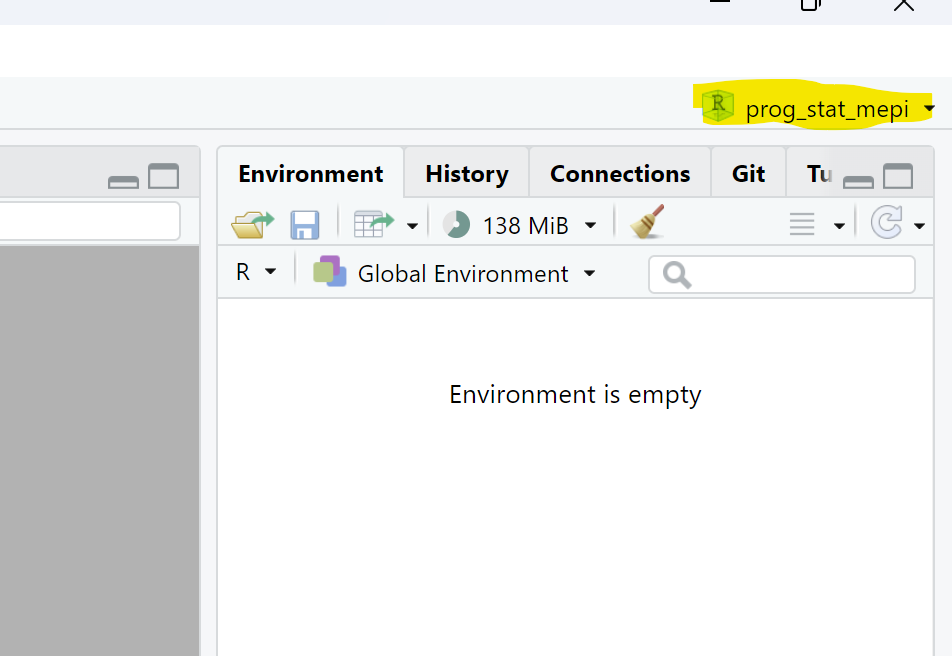 R prog_stat_mepi
Environment History Connections Git Tu
138 MiB
R Global Environment
Environment is empty